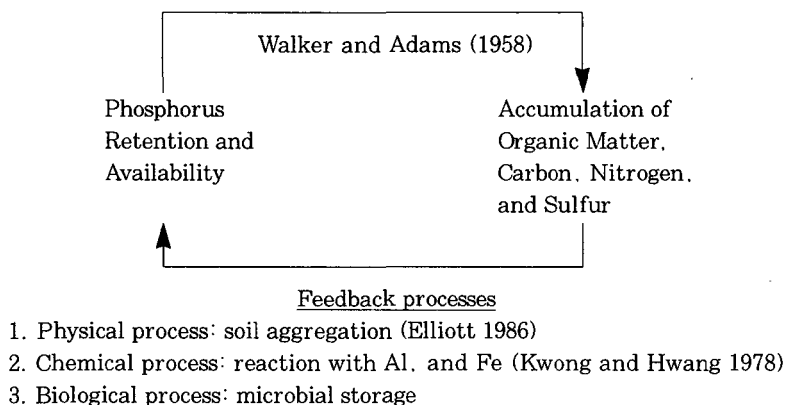 Walker and Adams (1958)
Phosphorus
Retention and
Availability
Accumulation of
Organic Matter,
Carbon, Nitrogen,
and Sulfur
Feedback processes
1. Physical process: soil aggregation (Elliott 1986)
2. Chemical process: reaction with Al, and Fe (Kwong and Hwang 1978)
3. Biological process: microbial storage